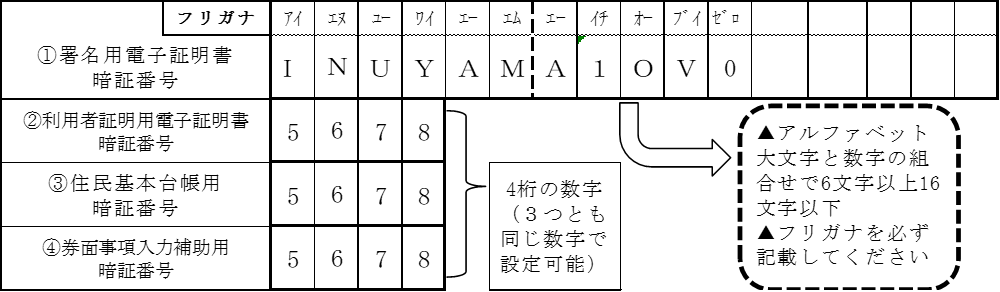 フリガナ ｱｲ ｴﾇ ﾕｰ ﾜｲ ｴｰ ｴﾑ ｴｰ ｲﾁ ｵｰ ﾌﾞｲ ｾﾞﾛ
①署名用電子証明書
暗証番号
I N U Y A M A 1 O V 0
②利用者証明用電子証明書
暗証番号
5 6 7 8
③住民基本台帳用
暗証番号
5 6 7 8
④券面事項入力補助用
暗証番号
5 6 7 8
4桁の数字
（３つとも
同じ数字で
設定可能）
▲アルファベット
大文字と数字の組
合せで6文字以上16
文字以下
▲フリガナを必ず
記載してください